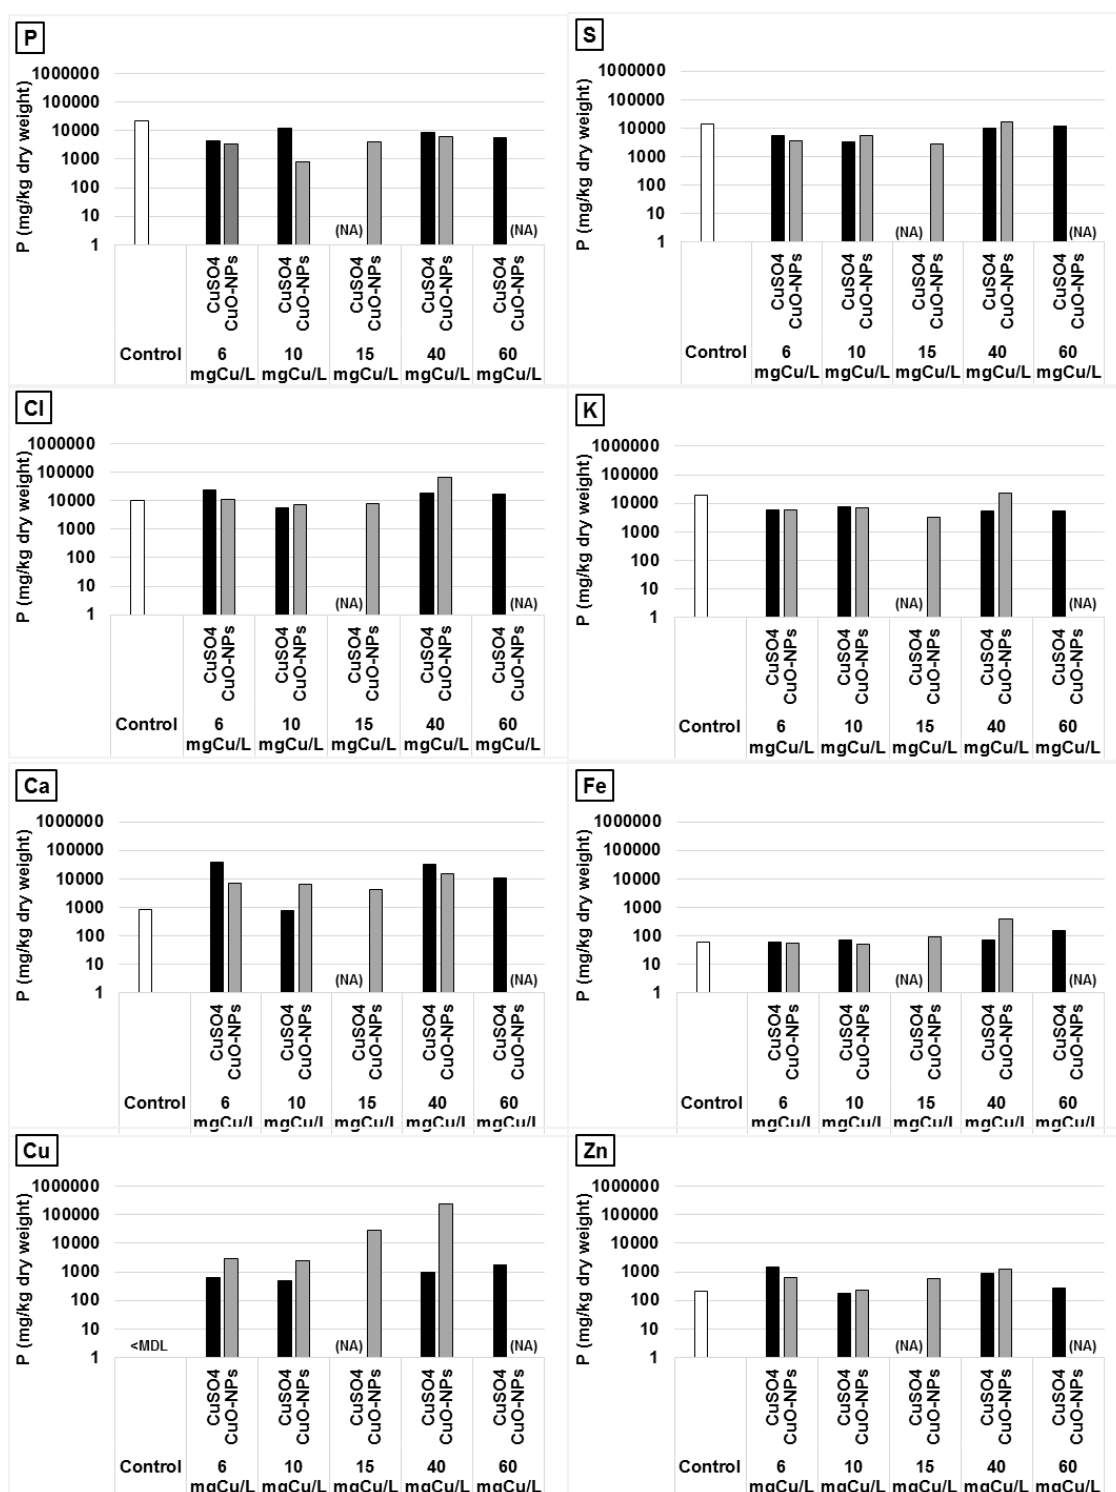 P
P (mg/kg dry weight)
1000000
100000
10000
1000
100
10
1
(NA)
(NA)
CuSO4
CuO-NPs
CuSO4
CuO-NPs
CuSO4
CuO-NPs
CuSO4
CuO-NPs
CuSO4
CuO-NPs
Control
6
10
15
40
60
mgCu/L
mgCu/L
mgCu/L
mgCu/L
mgCu/L
S
P (mg/kg dry weight)
1000000
100000
10000
1000
100
10
1
(NA)
(NA)
CuSO4
CuO-NPs
CuSO4
CuO-NPs
CuSO4
CuO-NPs
CuSO4
CuO-NPs
CuSO4
CuO-NPs
Control
6
10
15
40
60
mgCu/L
mgCu/L
mgCu/L
mgCu/L
mgCu/L
Cl
P (mg/kg dry weight)
1000000
100000
10000
1000
100
10
1
(NA)
(NA)
CuSO4
CuO-NPs
CuSO4
CuO-NPs
CuSO4
CuO-NPs
CuSO4
CuO-NPs
CuSO4
CuO-NPs
Control
6
10
15
40
60
mgCu/L
mgCu/L
mgCu/L
mgCu/L
mgCu/L
K
P (mg/kg dry weight)
1000000
100000
10000
1000
100
10
1
(NA)
(NA)
CuSO4
CuO-NPs
CuSO4
CuO-NPs
CuSO4
CuO-NPs
CuSO4
CuO-NPs
CuSO4
CuO-NPs
Control
6
10
15
40
60
mgCu/L
mgCu/L
mgCu/L
mgCu/L
mgCu/L
Ca
P (mg/kg dry weight)
1000000
100000
10000
1000
100
10
1
(NA)
(NA)
CuSO4
CuO-NPs
CuSO4
CuO-NPs
CuSO4
CuO-NPs
CuSO4
CuO-NPs
CuSO4
CuO-NPs
Control
6
10
15
40
60
mgCu/L
mgCu/L
mgCu/L
mgCu/L
mgCu/L
Fe
P (mg/kg dry weight)
1000000
100000
10000
1000
100
10
1
(NA)
(NA)
CuSO4
CuO-NPs
CuSO4
CuO-NPs
CuSO4
CuO-NPs
CuSO4
CuO-NPs
CuSO4
CuO-NPs
Control
6
10
15
40
60
mgCu/L
mgCu/L
mgCu/L
mgCu/L
mgCu/L
Cu
P (mg/kg dry weight)
1000000
100000
10000
1000
100
10
1
<MDL
(NA)
(NA)
CuSO4
CuO-NPs
CuSO4
CuO-NPs
CuSO4
CuO-NPs
CuSO4
CuO-NPs
CuSO4
CuO-NPs
Control
6
10
15
40
60
mgCu/L
mgCu/L
mgCu/L
mgCu/L
mgCu/L
Zn
P (mg/kg dry weight)
1000000
100000
10000
1000
100
10
1
(NA)
(NA)
CuSO4
CuO-NPs
CuSO4
CuO-NPs
CuSO4
CuO-NPs
CuSO4
CuO-NPs
CuSO4
CuO-NPs
Control
6
10
15
40
60
mgCu/L
mgCu/L
mgCu/L
mgCu/L
mgCu/L